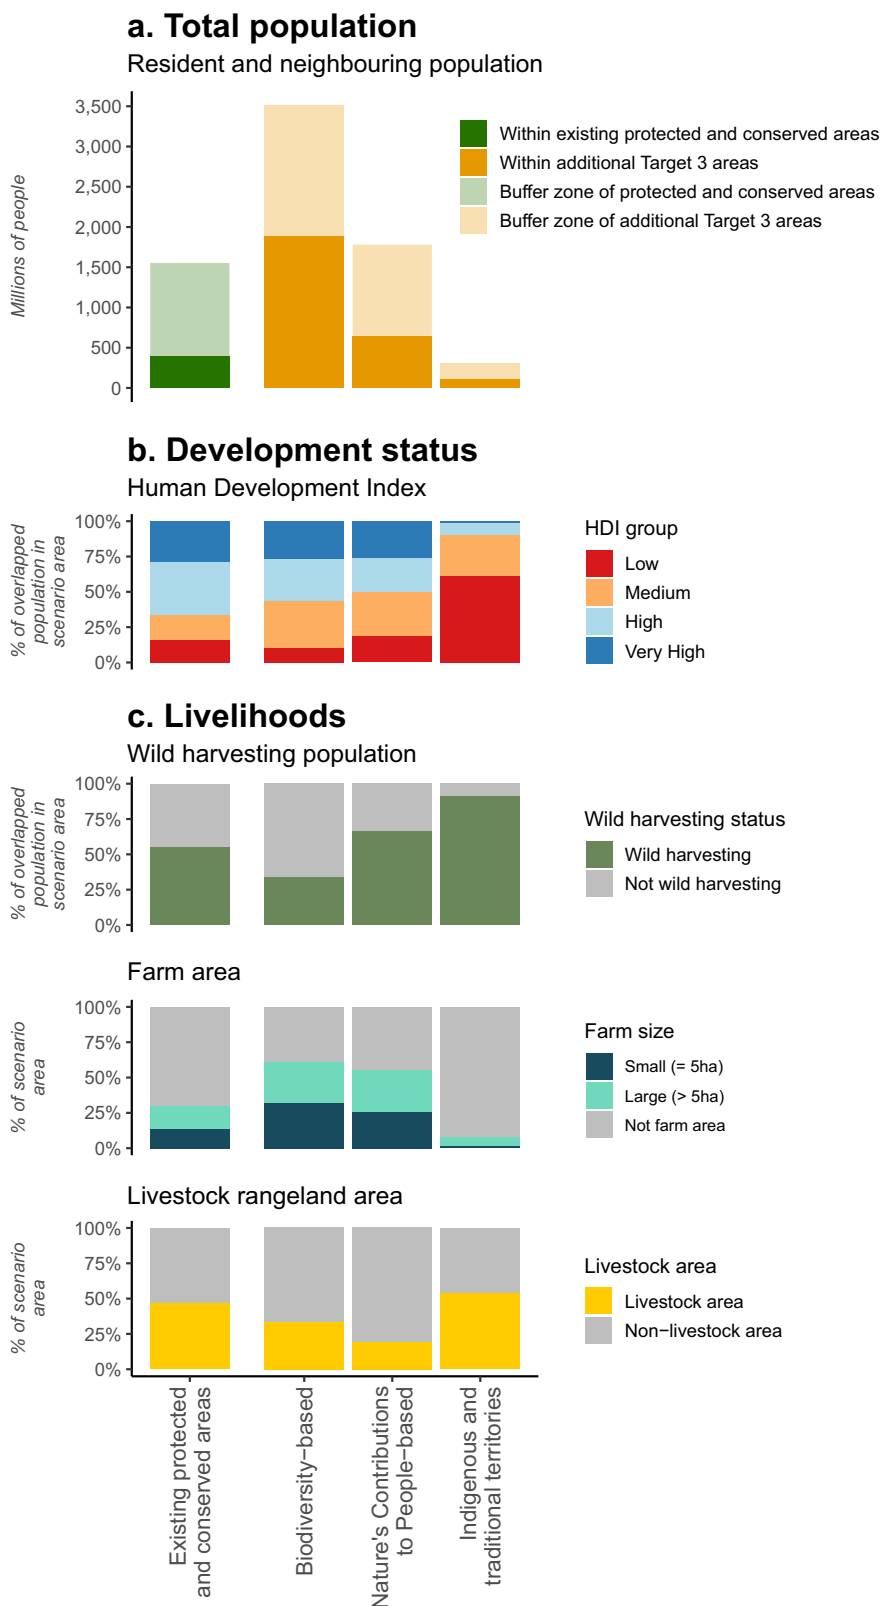 a. Total population
Resident and neighbouring population
Millions of people
3,500
3,000
2,500
2,000
1,500
1,000
500
0
Within existing protected and conserved areas
Within additional Target 3 areas
Buffer zone of protected and conserved areas
Buffer zone of additional Target 3 areas
b. Development status
Human Development Index
% of overlapped
population in
scenario area
100%
75%
50%
25%
0%
HDI group
Low
Medium
High
Very High
c. Livelihoods
Wild harvesting population
% of overlapped
population in
scenario area
100%
75%
50%
25%
0%
Wild harvesting status
Wild harvesting
Not wild harvesting
Farm area
% of scenario
area
100%
75%
50%
25%
0%
Farm size
Small (= 5ha)
Large (> 5ha)
Not farm area
Livestock rangeland area
% of scenario
area
100%
75%
50%
25%
0%
Livestock area
Livestock area
Non−livestock area
Existing protected
and conserved areas
Biodiversity−based
Nature's Contributions
to People−based
Indigenous and
traditional territories